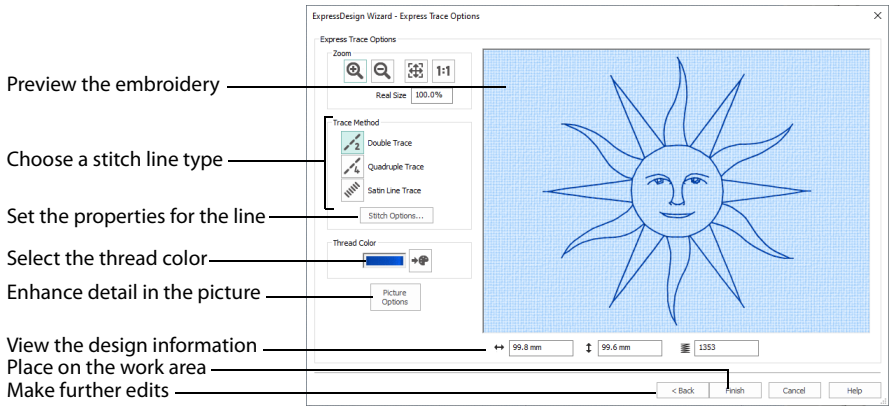 ExpressDesign Wizard - Express Trace Options
Express Trace Options
Zoom
1:1
Real Size 100.0%
Preview the embroidery
Trace Method
2 Double Trace
Choose a stitch line type
4 Quadruple Trace
Satin Line Trace
Set the properties for the line
Stitch Options...
Thread Color
Select the thread color
Enhance detail in the picture
Picture
Options
View the design information
99.8 mm 99.6 mm 1353
Place on the work area
Make further edits
< Back Finish Cancel Help